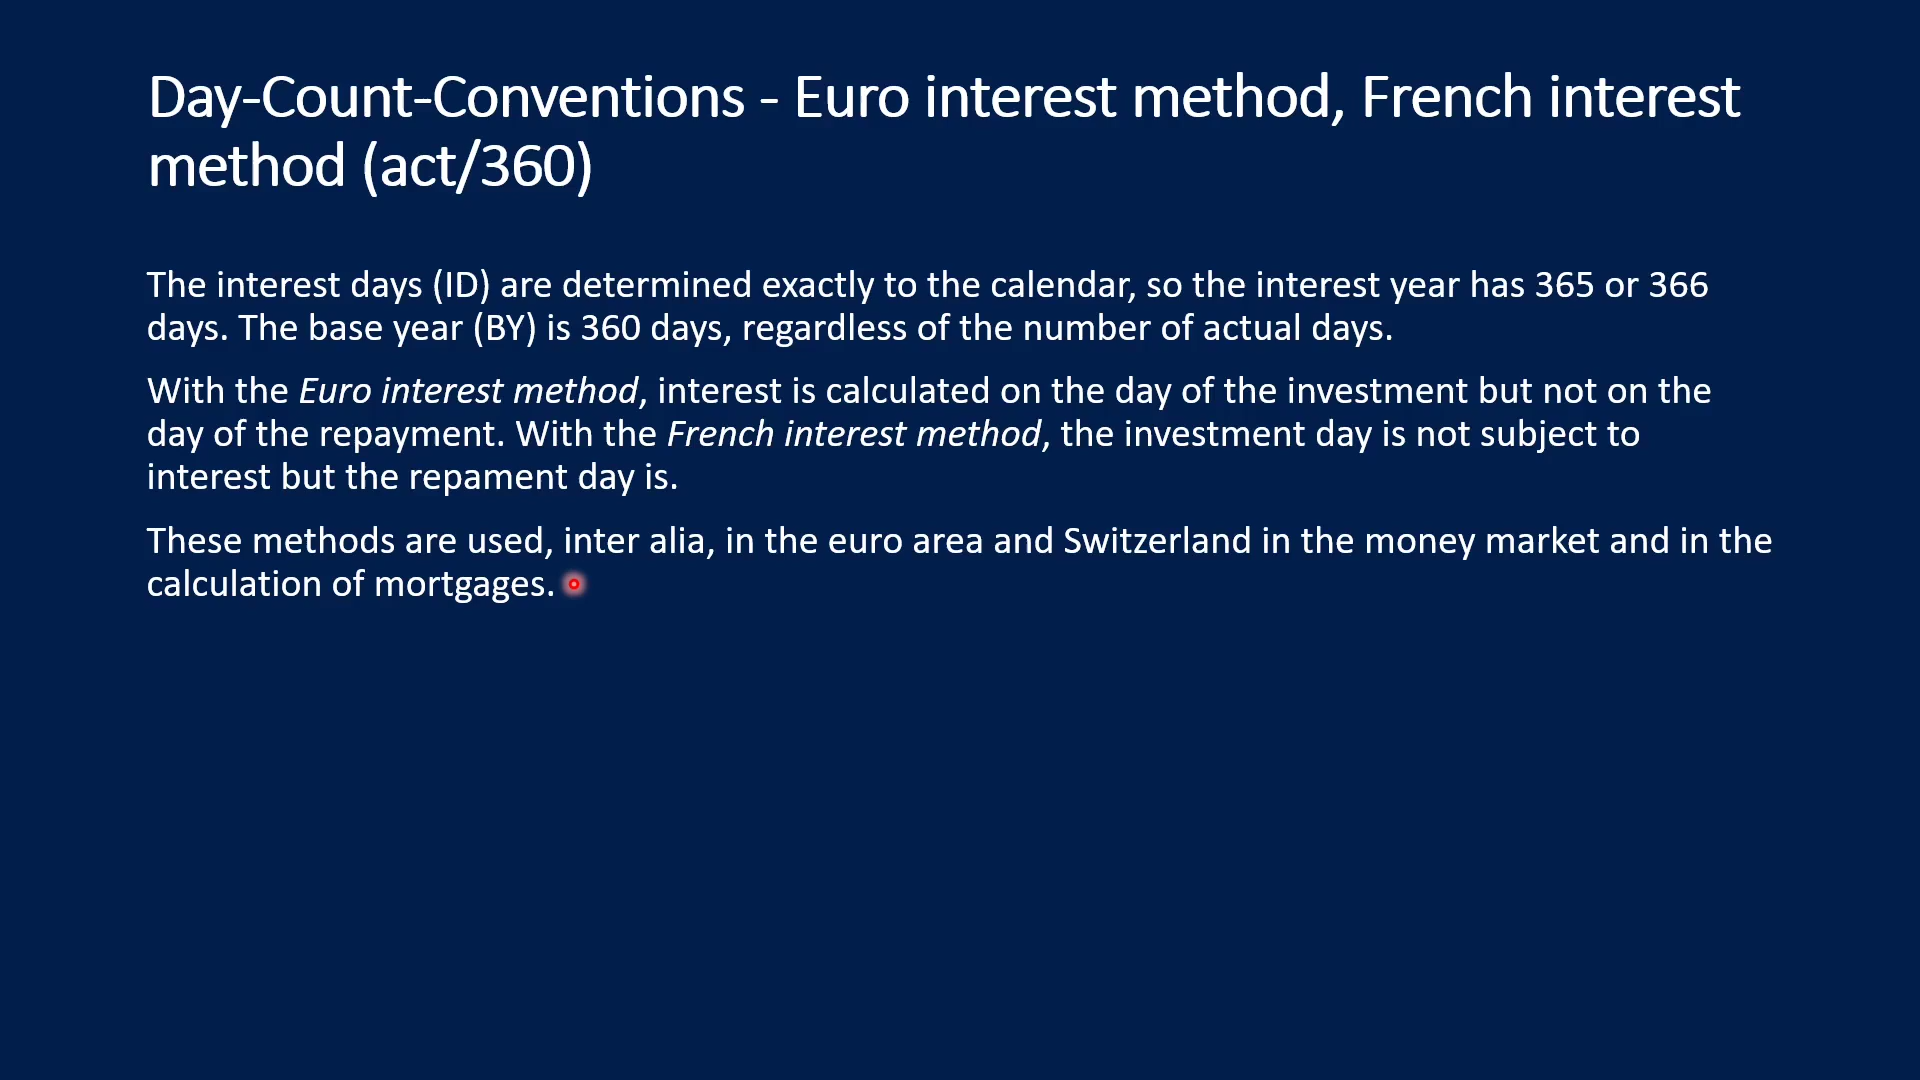 Day-Count-Conventions - Euro interest method, French interest
method (act/360)
The interest days (ID) are determined exactly to the calendar, so the interest year has 365 or 366
days. The base year (BY) is 360 days, regardless of the number of actual days.
With the Euro interest method, interest is calculated on the day of the investment but not on the
day of the repayment. With the French interest method, the investment day is not subject to
interest but the repament day is.
These methods are used, inter alia, in the euro area and Switzerland in the money market and in the
calculation of mortgages.